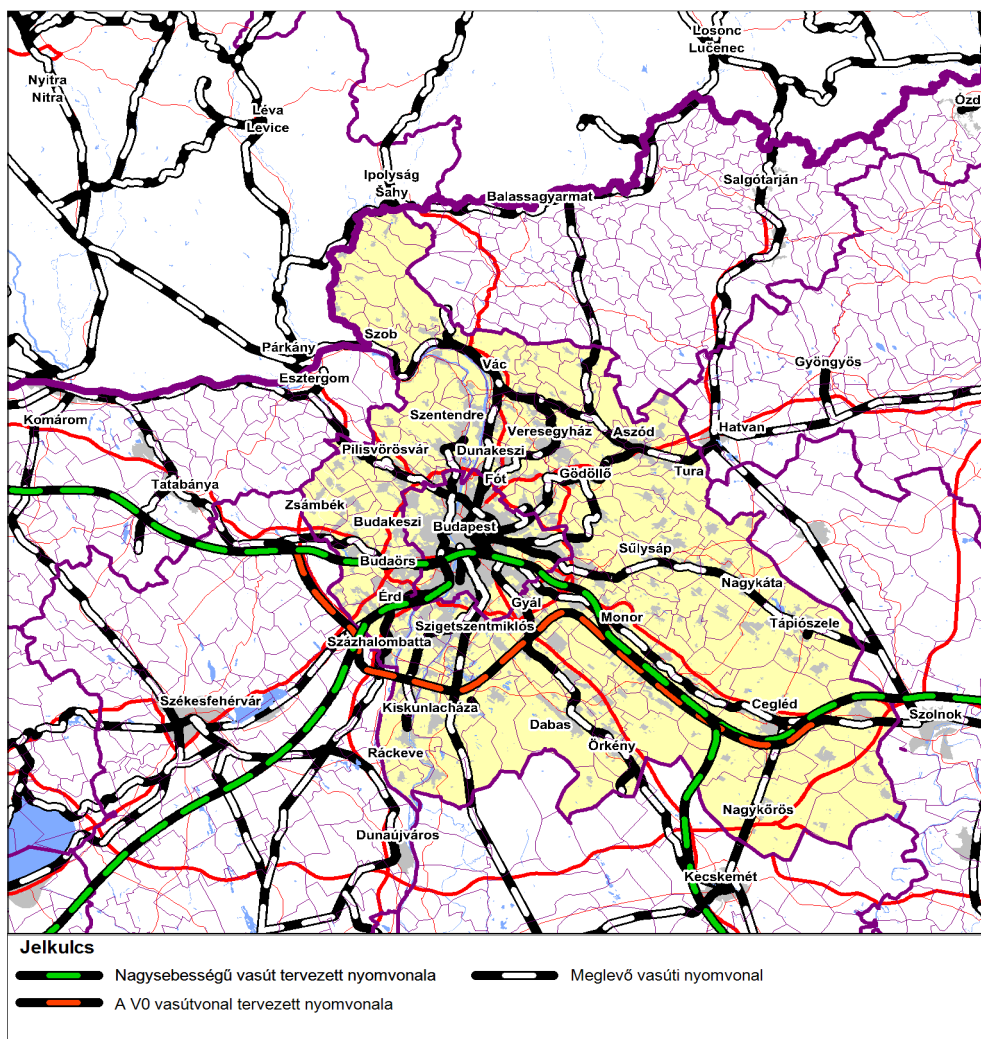 Losonc
Lučenec
Nyitra
Nitra
Ózd
Léva
Levice
Ipolyság
Šahy
Salgótarján
Balassagyarmat
Szob
Párkány
Esztergom
Vác
Gyöngyös
Komárom
Szentendre
Veresegyház
Aszód
Hatvan
Pilisvörösvár
Dunakeszi
Gödöllő
Tura
Fót
Tatabánya
Zsámbék
Budakeszi
Budapest
Sűlysáp
Budaörs
Nagykáta
Érd
Gyál
Monor
Tápiószele
Szigetszentmiklós
Százhalombatta
Székesfehérvár
Kiskunlacháza
Cegléd
Szolnok
Dabas
Ráckeve
Örkény
Nagykőrös
Dunaújváros
Kecskemét
Jelkulcs
Nagysebességű vasút tervezett nyomvonala
Meglevő vasúti nyomvonal
A V0 vasútvonal tervezett nyomvonala